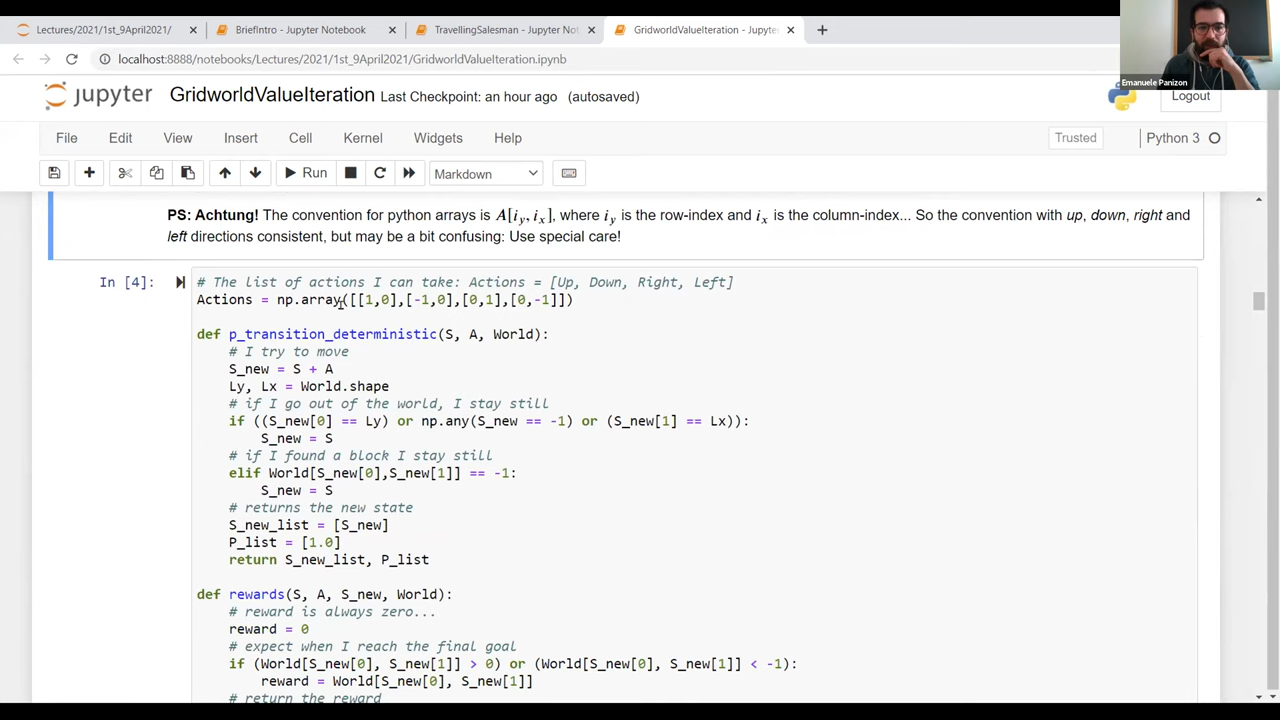 Lectures/2021/1st_9April2021/
BriefIntro - Jupyter Notebook
TravellingSalesman - Jupyter Not
GridworldValueIteration - Jupyte
localhost:8888/notebooks/Lectures/2021/1st_9April2021/GridworldValueIteration.ipynb
Emanuele Panizon
jupyter GridworldValueIteration Last Checkpoint: an hour ago (autosaved)
Logout
File Edit View Insert Cell Kernel Widgets Help
Trusted
Python 3
Run
Markdown
PS: Achtung! The convention for python arrays is A[i_y, i_x], where i_y is the row-index and i_x is the column-index... So the convention with up, down, right and
left directions consistent, but may be a bit confusing: Use special care!
In [4]:
# The list of actions I can take: Actions = [Up, Down, Right, Left]
Actions = np.array([[1,0],[-1,0],[0,1],[0,-1]])
def p_transition_deterministic(S, A, World):
# I try to move
S_new = S + A
Ly, Lx = World.shape
# if I go out of the world, I stay still
if ((S_new[0] == Ly) or np.any(S_new == -1) or (S_new[1] == Lx)):
S_new = S
# if I found a block I stay still
elif World[S_new[0],S_new[1]] == -1:
S_new = S
# returns the new state
S_new_list = [S_new]
P_list = [1.0]
return S_new_list, P_list
def rewards(S, A, S_new, World):
# reward is always zero...
reward = 0
# expect when I reach the final goal
if (World[S_new[0], S_new[1]] > 0) or (World[S_new[0], S_new[1]] < -1):
reward = World[S_new[0], S_new[1]]
# return the reward